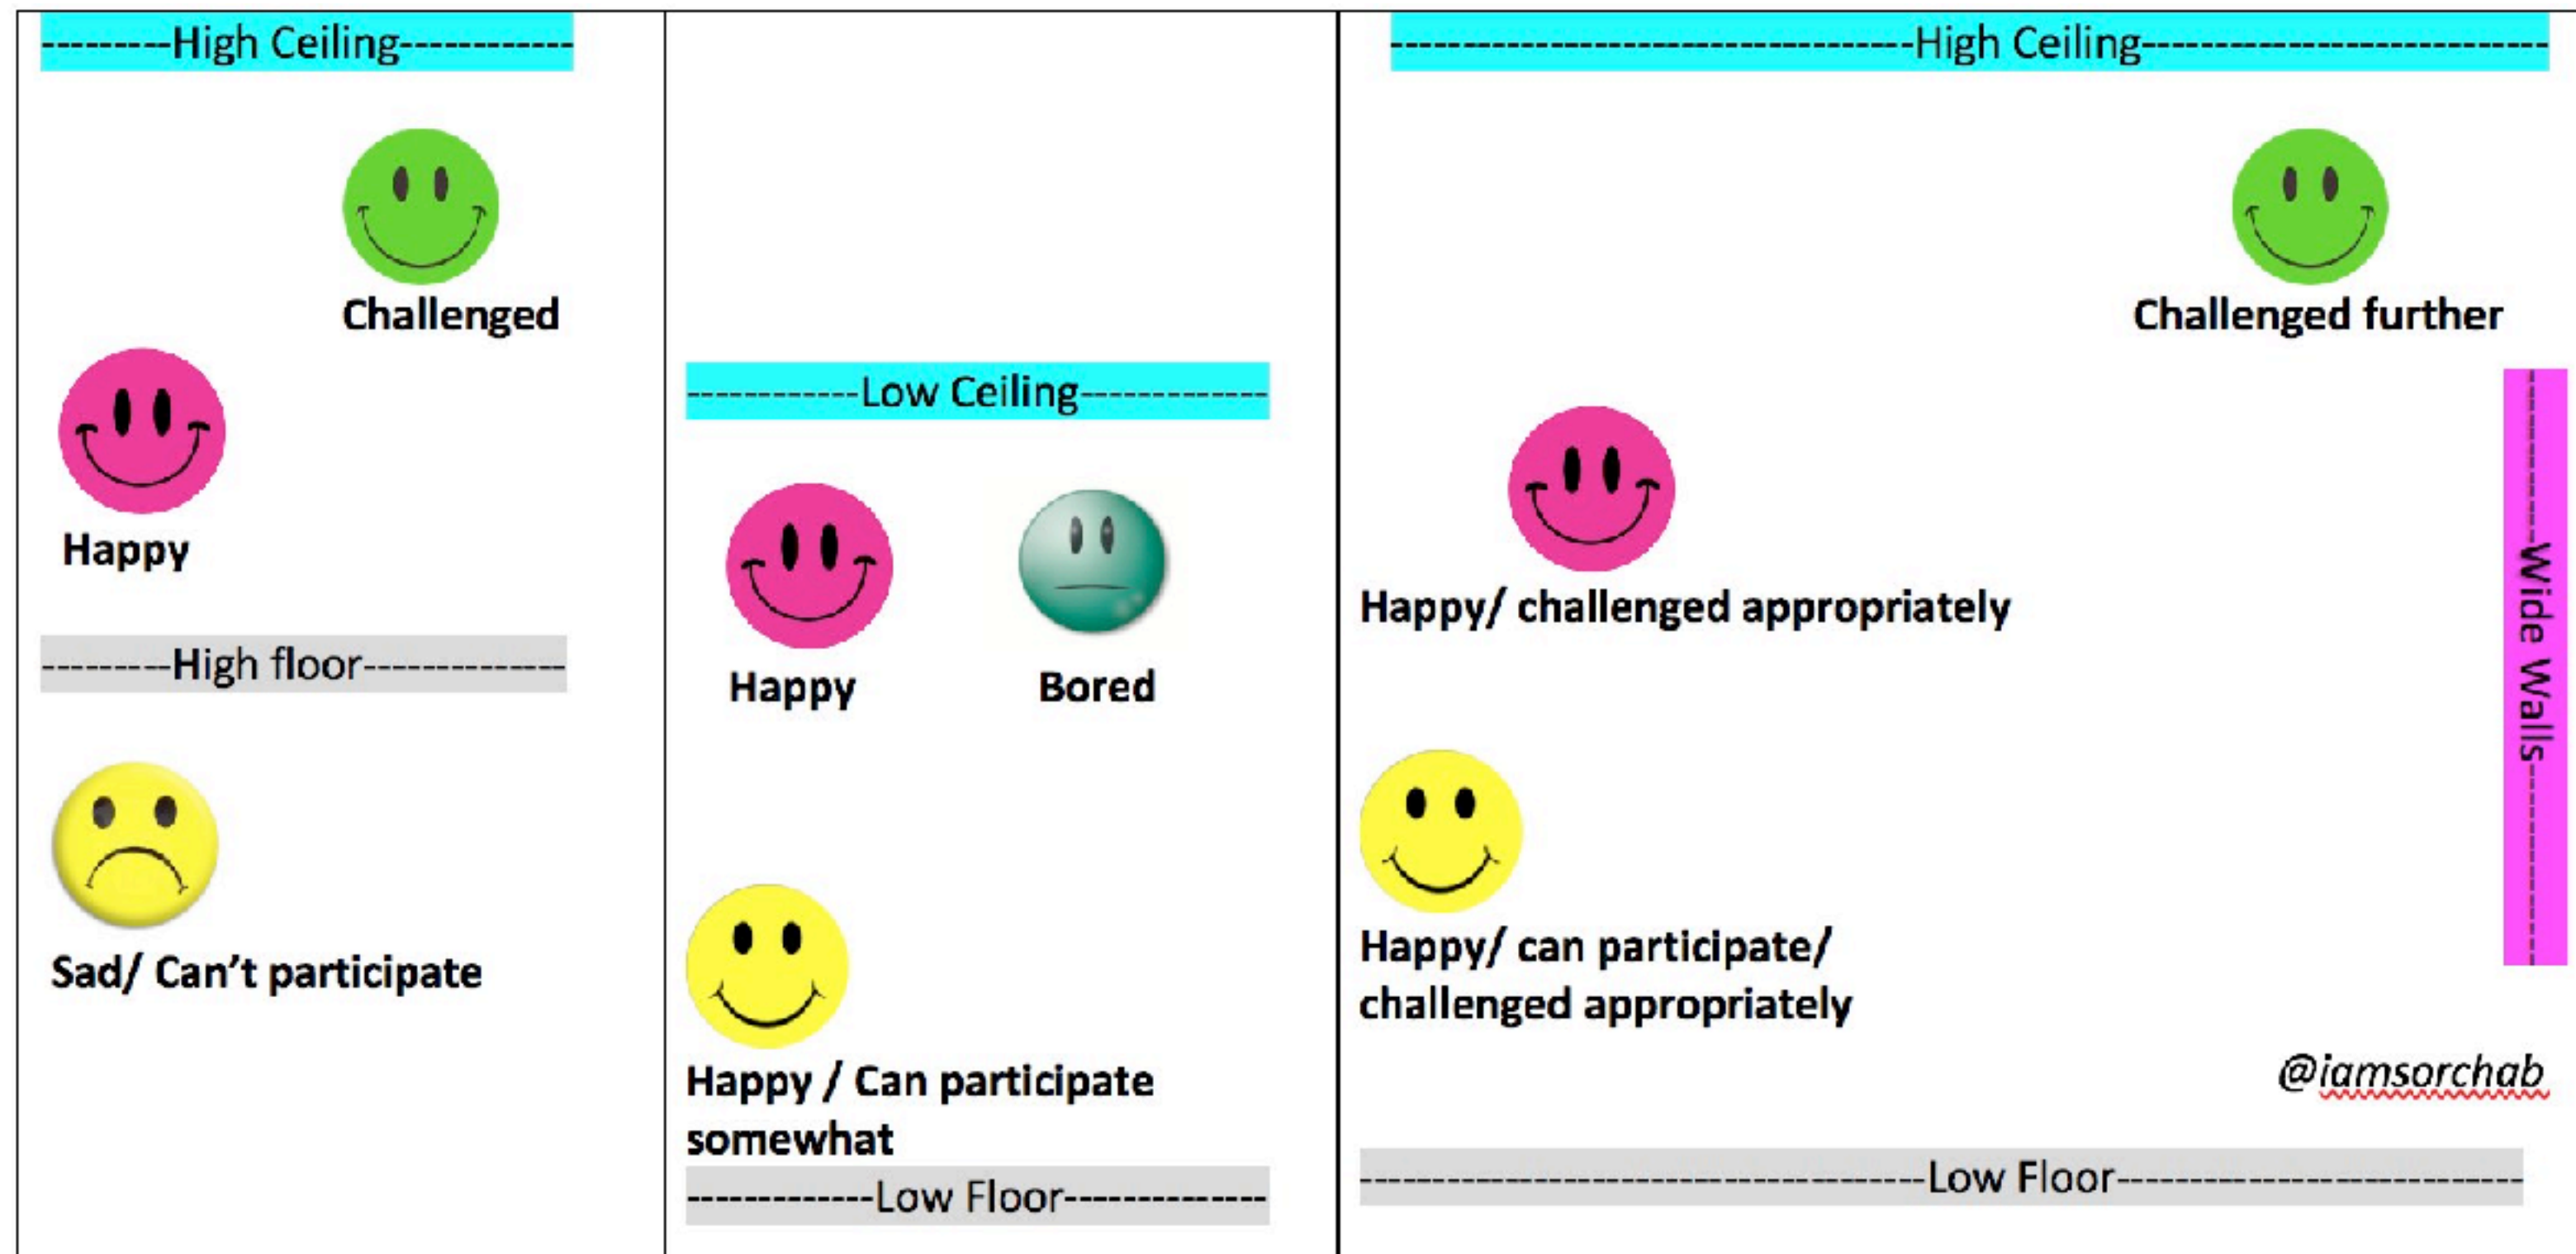 ---------High Ceiling------------
Challenged
Happy
---------High floor--------------
Sad/ Can't participate
------------Low Ceiling-------------
Happy
Bored
Happy / Can participate
somewhat
-------------Low Floor--------------
------------------------------------High Ceiling----------------------------
Challenged further
Happy/ challenged appropriately
------------Wide Walls--------------
Happy/ can participate/
challenged appropriately
@iamsorchab
---------------------------------------Low Floor----------------------------